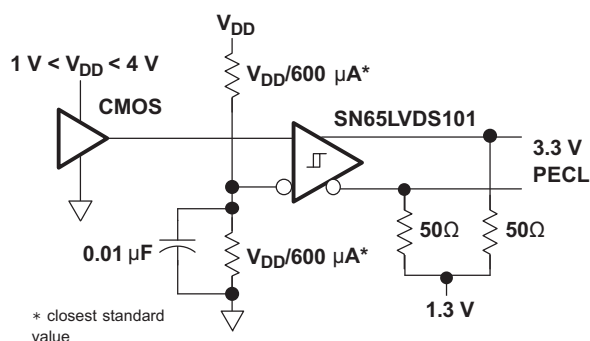 V_DD
1 V < V_DD < 4 V
V_DD/600 µA*
CMOS
SN65LVDS101
3.3 V
PECL
0.01 µF
V_DD/600 µA*
50Ω
50Ω
1.3 V
* closest standard
value